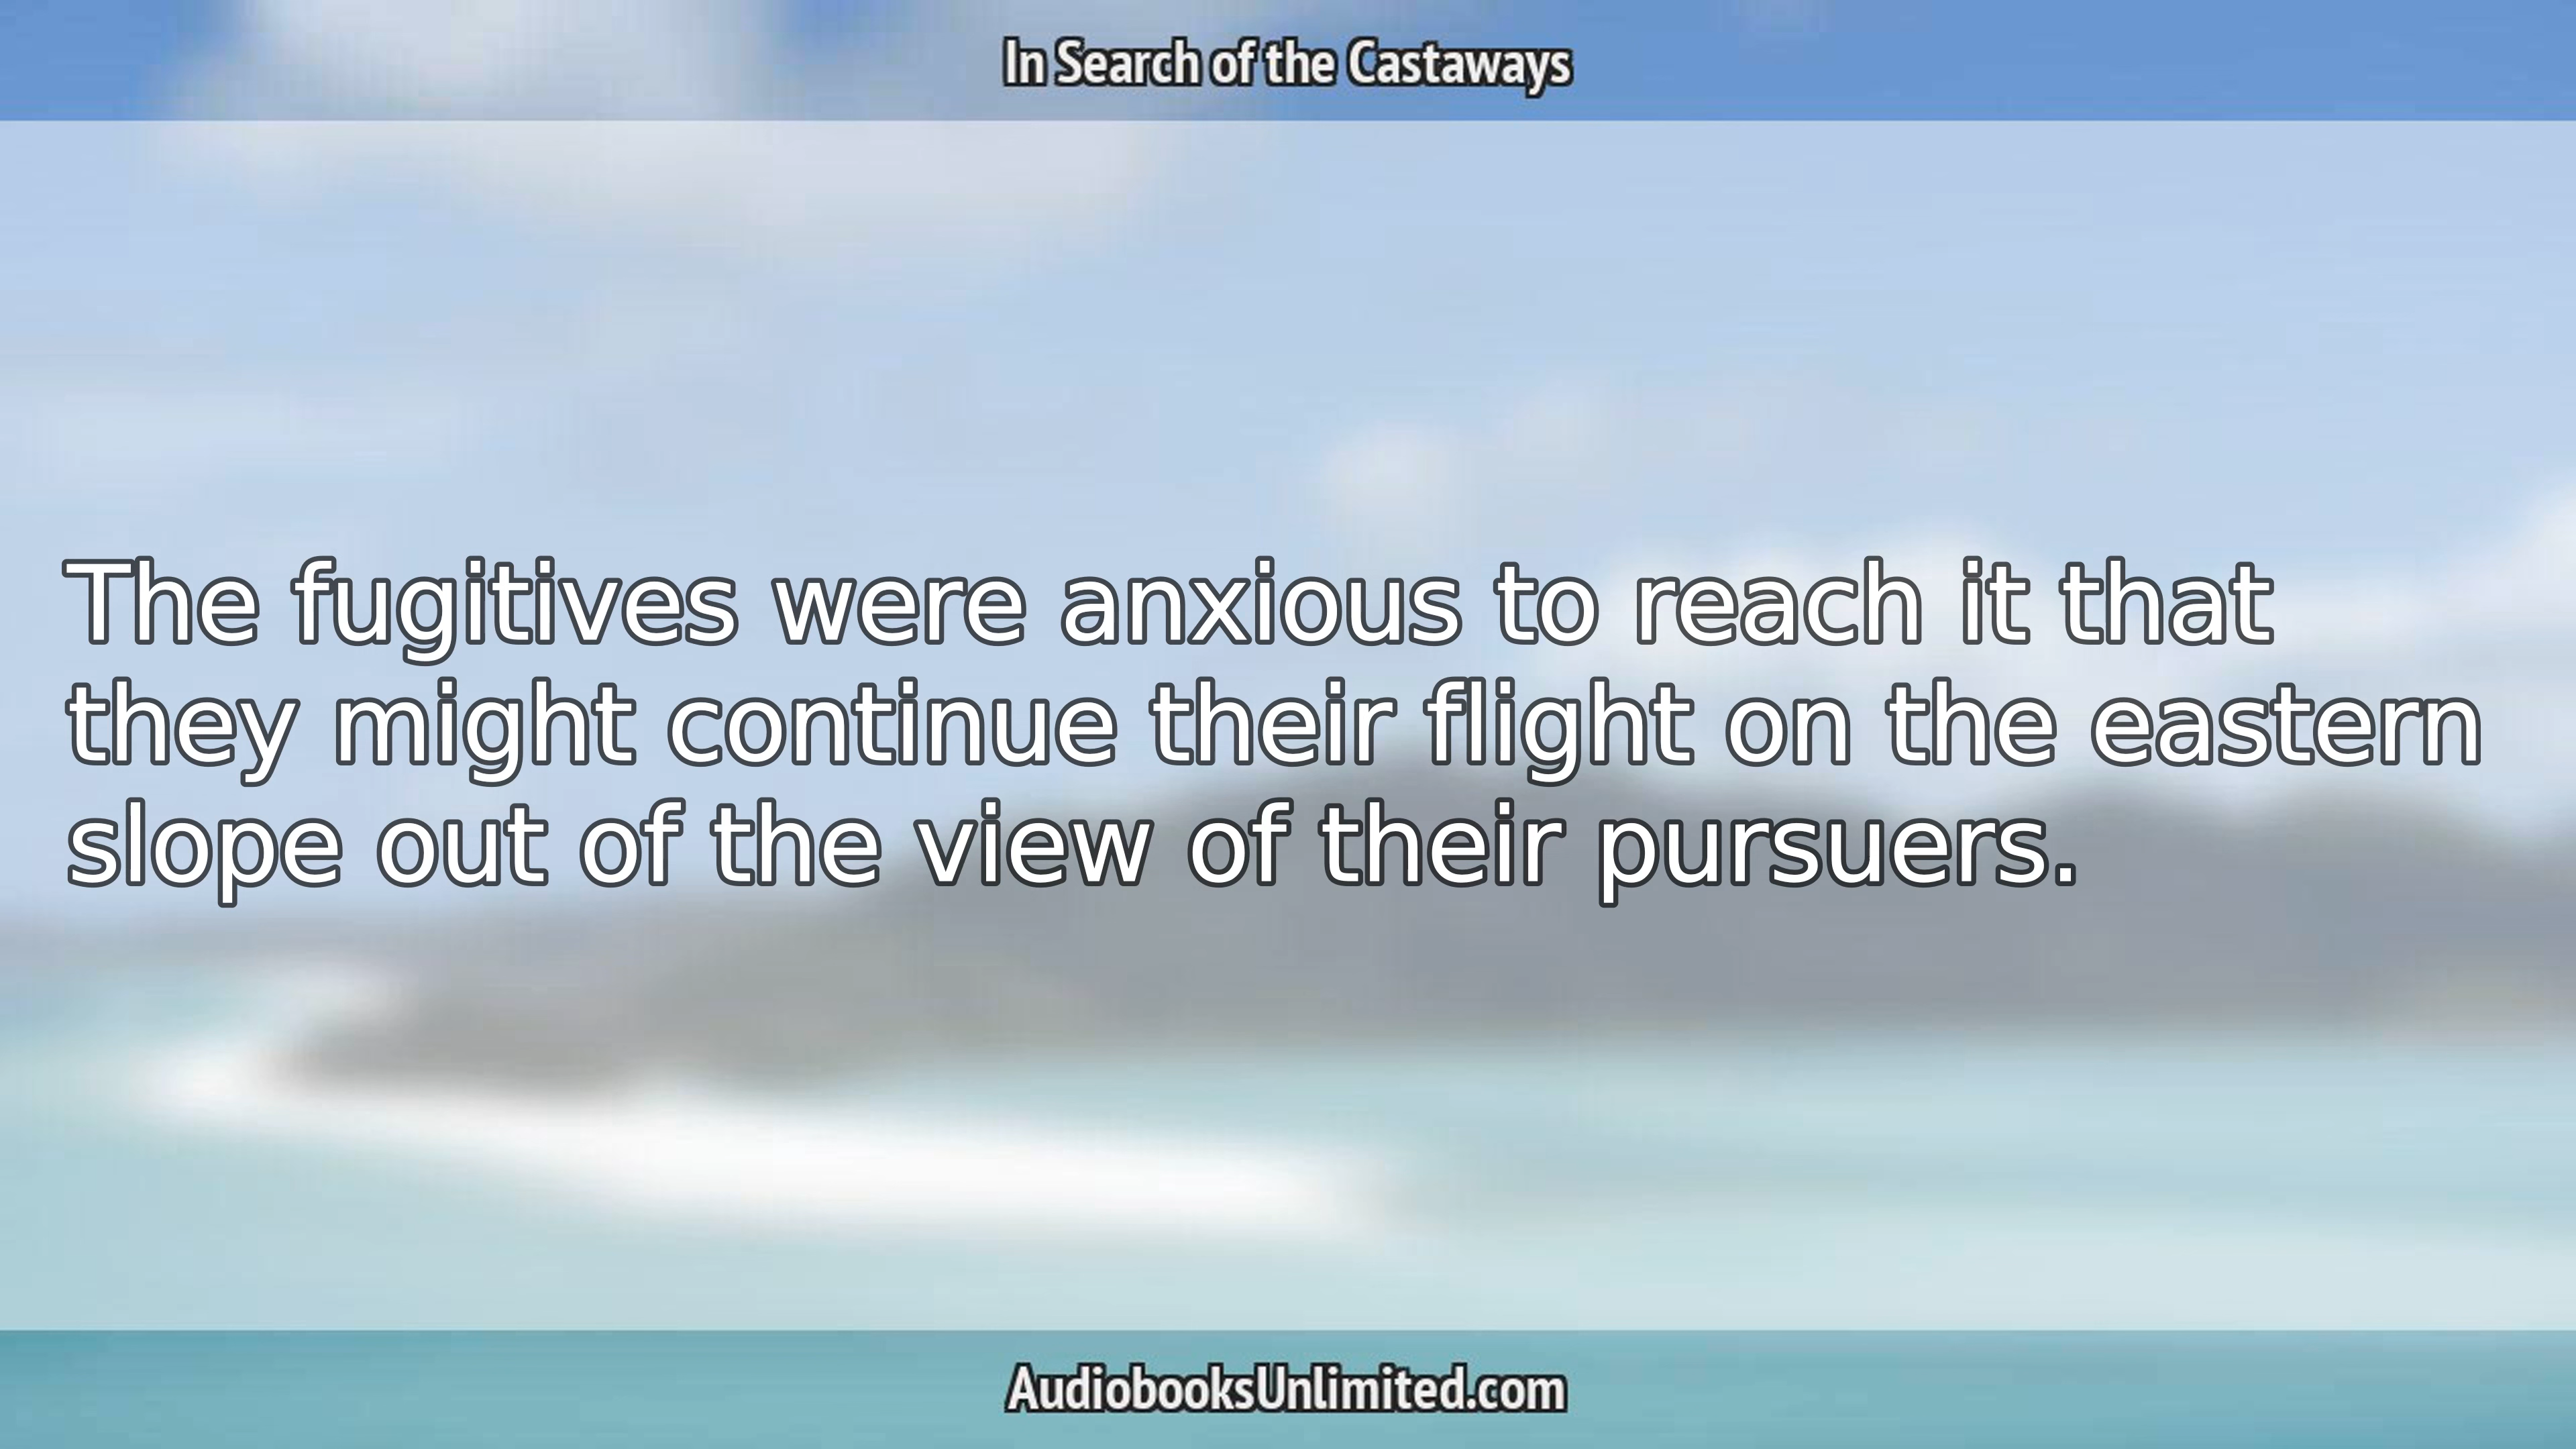 In Search of the Castaways
The fugitives were anxious to reach it that
they might continue their flight on the eastern
slope out of the view of their pursuers.
AudiobooksUnlimited.com